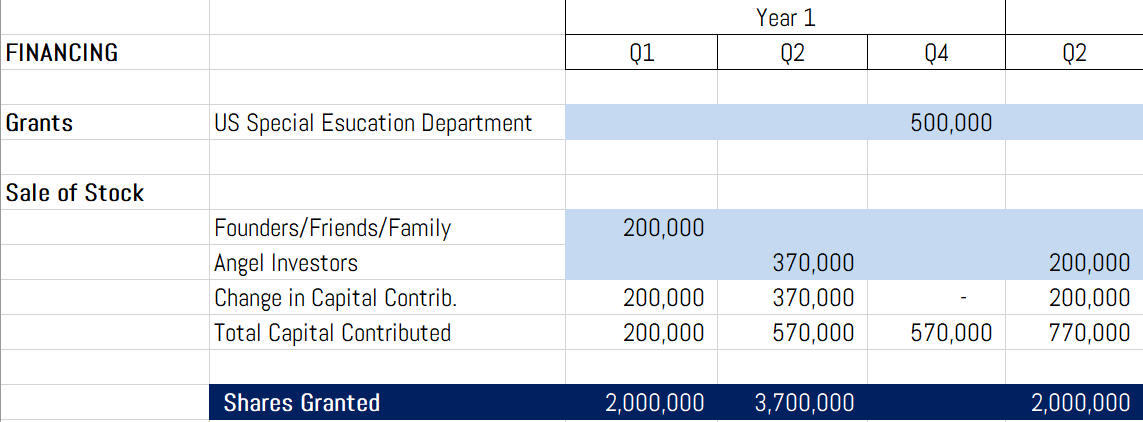 Year 1
FINANCING Q1 Q2 Q4 Q2
Grants US Special Esucation Department 500,000
Sale of Stock
Founders/Friends/Family 200,000
Angel Investors 370,000 200,000
Change in Capital Contrib. 200,000 370,000 - 200,000
Total Capital Contributed 200,000 570,000 570,000 770,000
Shares Granted 2,000,000 3,700,000 2,000,000